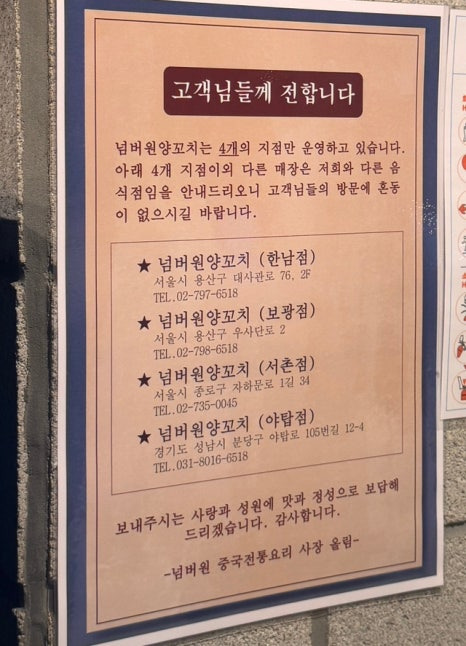 고객님들께 전합니다
넘버원양꼬치는 4개의 지점만 운영하고 있습니다.
아래 4개 지점이외 다른 매장은 저희와 다른 음
식점임을 안내드리오니 고객님들의 방문에 혼동
이 없으시길 바랍니다.
★ 넘버원양꼬치 (한남점)
서울시 용산구 대사관로 76, 2F
TEL.02-797-6518
★ 넘버원양꼬치 (보광점)
서울시 용산구 우사단로 2
TEL.02-798-6518
★ 넘버원양꼬치 (서촌점)
서울시 종로구 자하문로 1길 34
TEL.02-735-0045
★ 넘버원양꼬치 (야탑점)
경기도 성남시 분당구 야탑로 105번길 12-4
TEL.031-8016-6518
보내주시는 사랑과 성원에 맛과 정성으로 보답해
드리겠습니다. 감사합니다.
-넘버원 중국전통요리 사장 올림-